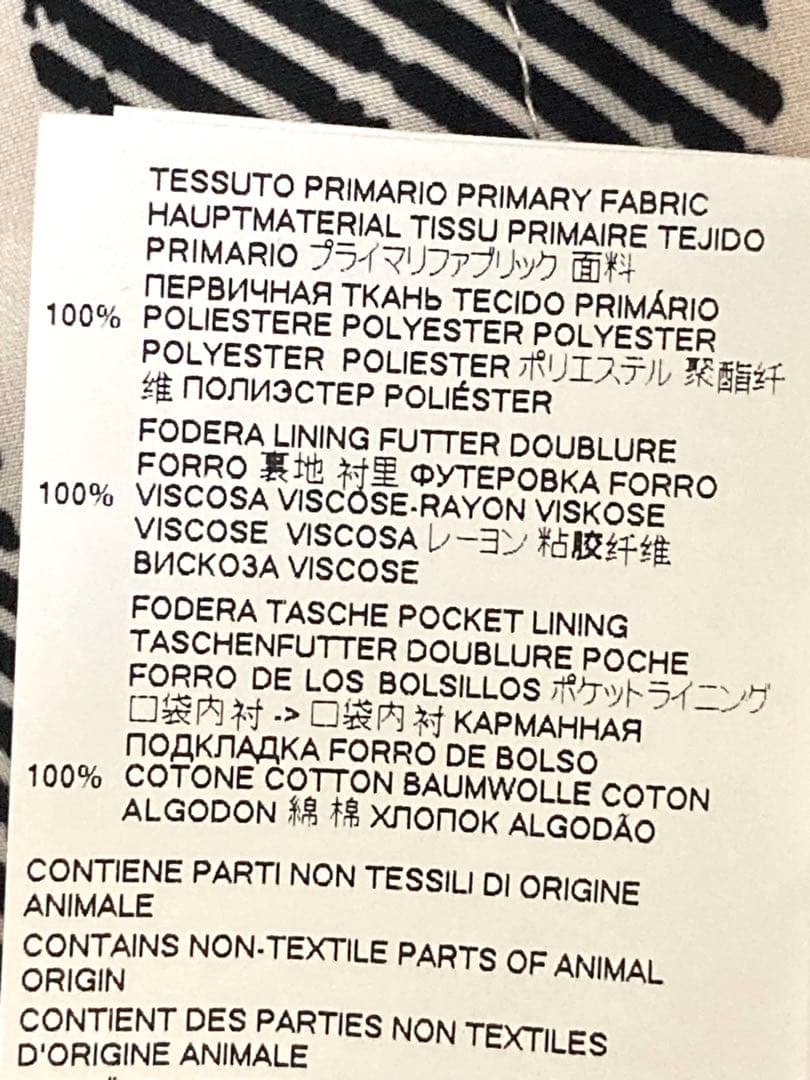 TESSUTO PRIMARIO PRIMARY FABRIC
HAUPTMATERIAL TISSU PRIMAIRE TEJIDO
PRIMARIO プライマリファブリック 面料
ПЕРВИЧНАЯ ТКАНЬ TECIDO PRIMÁRIO
100% POLIESTERE POLYESTER POLYESTER
POLYESTER POLIESTER ポリエステル 聚酯纤
维 ПОЛИЭСТЕР POLIÉSTER
FODERA LINING FUTTER DOUBLURE
FORRO 裏地 衬里 ФУТЕРОВКА FORRO
100% VISCOSA VISCOSE-RAYON VISKOSE
VISCOSE VISCOSA レーヨン 粘胶纤维
ВИСКОЗА VISCOSE
FODERA TASCHE POCKET LINING
TASCHENFUTTER DOUBLURE POCHE
FORRO DE LOS BOLSILLOS ポケットライニング
口袋内衬 -> 口袋内衬 КАРМАННАЯ
ПОДКЛАДКА FORRO DE BOLSO
100% COTONE COTTON BAUMWOLLE COTON
ALGODON 綿 棉 ХЛОПОК ALGODÃO
CONTIENE PARTI NON TESSILI DI ORIGINE
ANIMALE
CONTAINS NON-TEXTILE PARTS OF ANIMAL
ORIGIN
CONTIENT DES PARTIES NON TEXTILES
D'ORIGINE ANIMALE